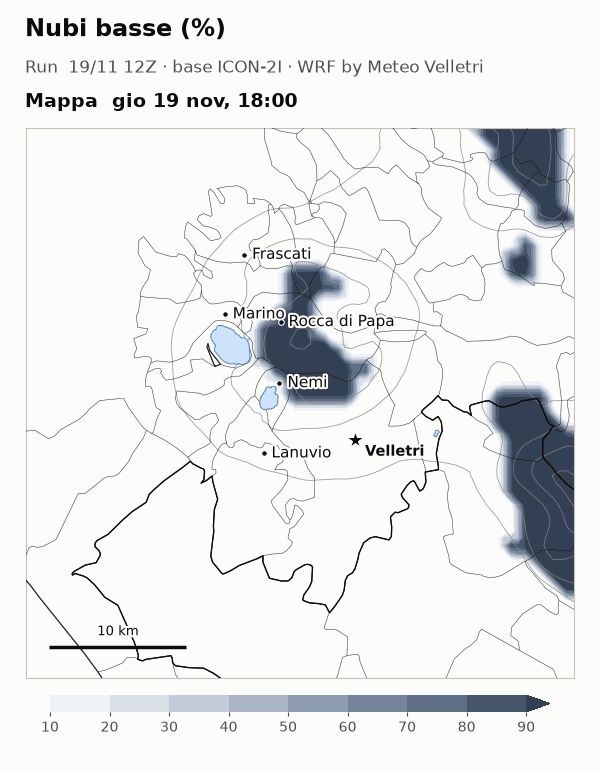 Nubi basse (%)
Run  19/11 12Z · base ICON-2I · WRF by Meteo Velletri
Mappa  gio 19 nov, 18:00
Frascati
Marino
Rocca di Papa
Nemi
Velletri
Lanuvio
10 km
10 20 30 40 50 60 70 80 90